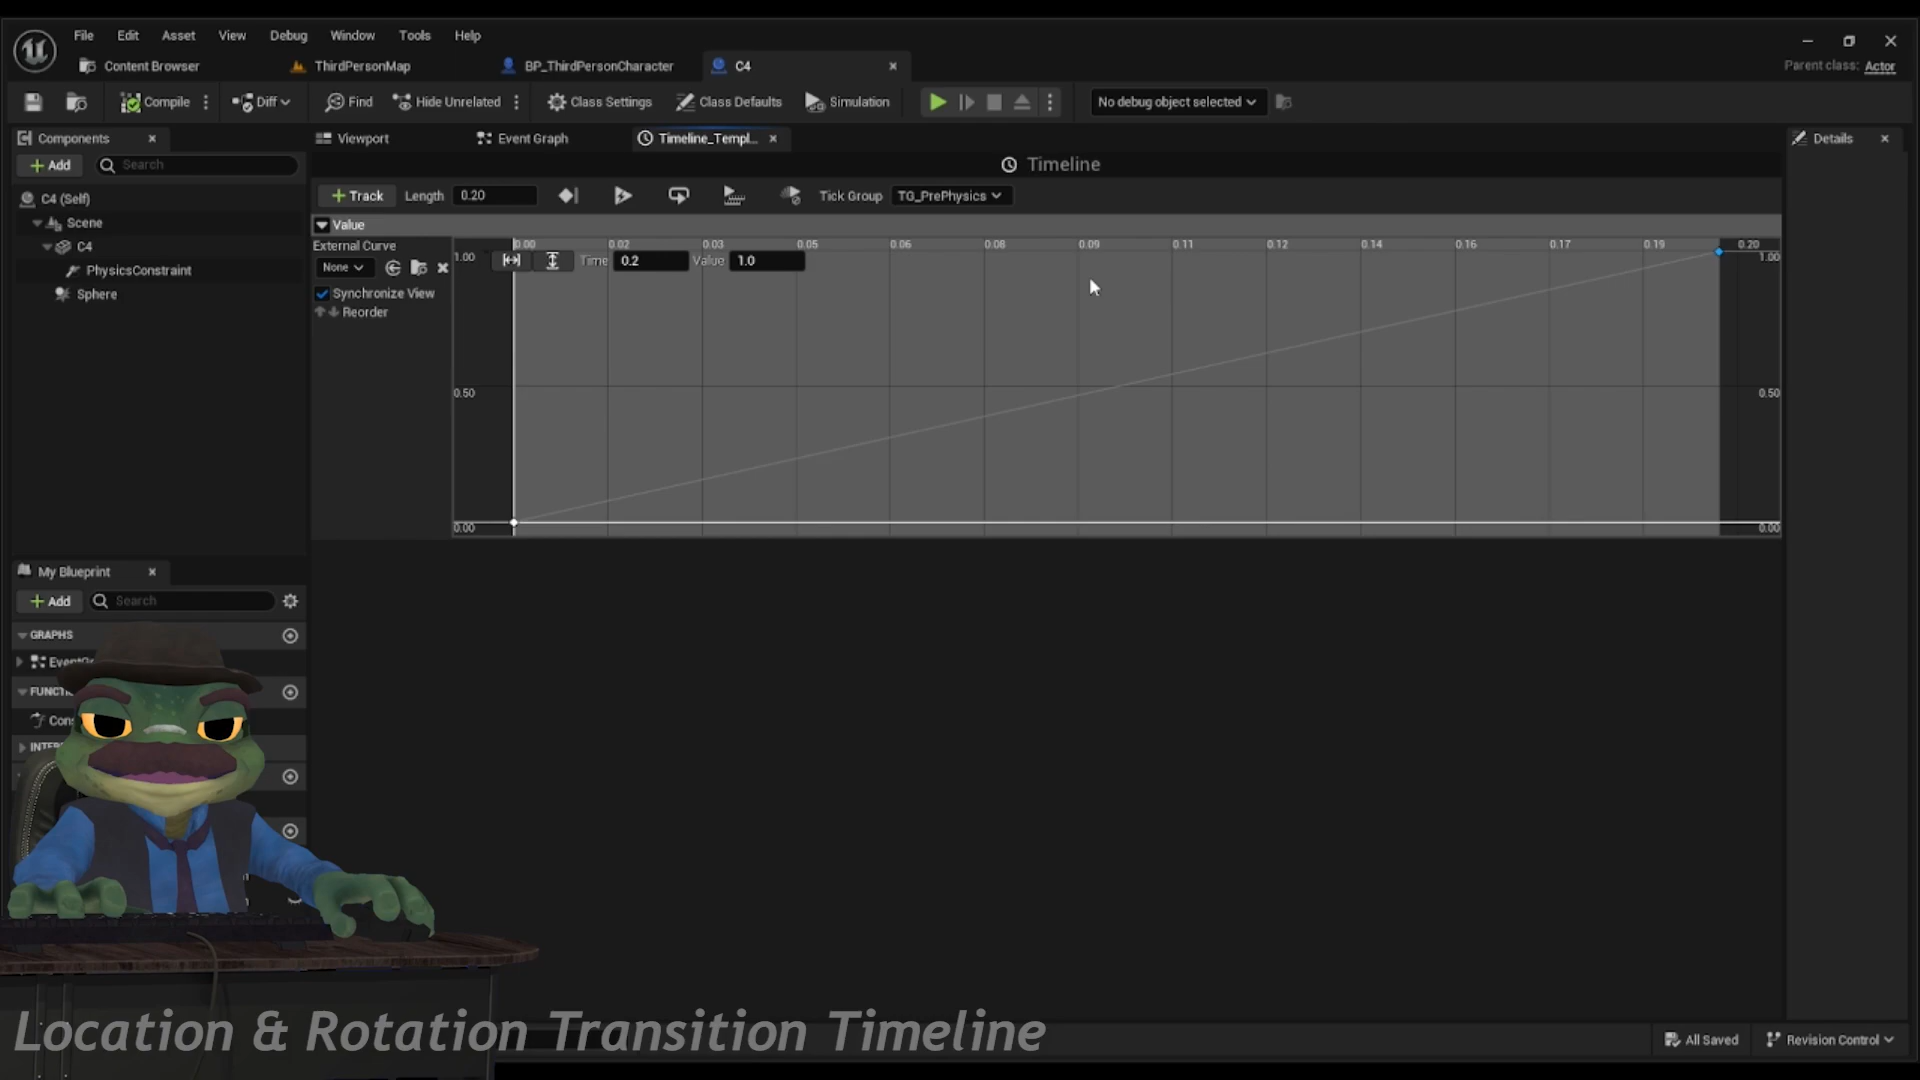 File Edit Asset View Debug Window Tools Help
Content Browser ThirdPersonMap BP_ThirdPersonCharacter C4 Parent class: Actor
Compile Diff Find Hide Unrelated Class Settings Class Defaults Simulation No debug object selected
Components Viewport Event Graph Timeline_Templ... Details
Add Search Timeline
Track Length 0.20 Tick Group TG_PrePhysics
C4 (Self)
Scene
C4
PhysicsConstraint
Sphere
Value
External Curve
None
Synchronize View
Reorder
0.00 0.02 0.03 0.05 0.06 0.08 0.09 0.11 0.12 0.14 0.16 0.17 0.19 0.20
1.00 Time 0.2 Value 1.0 1.00
0.50 0.50
0.00 0.00
My Blueprint
Add Search
GRAPHS
EventGr
FUNCTI
Cons
INTER
Location & Rotation Transition Timeline
All Saved Revision Control